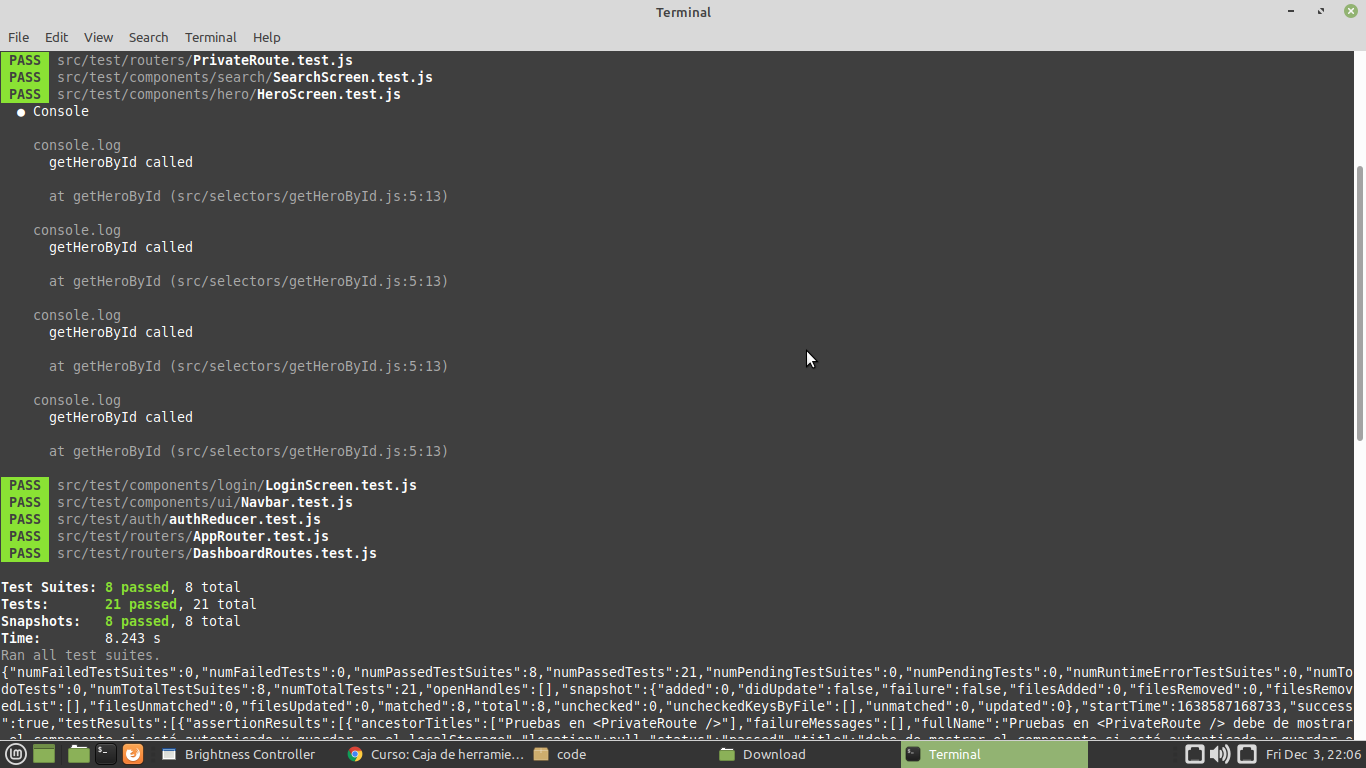 Terminal
File Edit View Search Terminal Help
PASS src/test/routers/PrivateRoute.test.js
PASS src/test/components/search/SearchScreen.test.js
PASS src/test/components/hero/HeroScreen.test.js
● Console
console.log
getHeroById called
at getHeroById (src/selectors/getHeroById.js:5:13)
console.log
getHeroById called
at getHeroById (src/selectors/getHeroById.js:5:13)
console.log
getHeroById called
at getHeroById (src/selectors/getHeroById.js:5:13)
console.log
getHeroById called
at getHeroById (src/selectors/getHeroById.js:5:13)
PASS src/test/components/login/LoginScreen.test.js
PASS src/test/components/ui/Navbar.test.js
PASS src/test/auth/authReducer.test.js
PASS src/test/routers/AppRouter.test.js
PASS src/test/routers/DashboardRoutes.test.js
Test Suites: 8 passed, 8 total
Tests: 21 passed, 21 total
Snapshots: 8 passed, 8 total
Time: 8.243 s
Ran all test suites.
{"numFailedTestSuites":0,"numFailedTests":0,"numPassedTestSuites":8,"numPassedTests":21,"numPendingTestSuites":0,"numPendingTests":0,"numRuntimeErrorTestSuites":0,"numTo
doTests":0,"numTotalTestSuites":8,"numTotalTests":21,"openHandles":[],"snapshot":{"added":0,"didUpdate":false,"failure":false,"filesAdded":0,"filesRemoved":0,"filesRemov
edList":[],"filesUnmatched":0,"filesUpdated":0,"matched":8,"total":8,"unchecked":0,"uncheckedKeysByFile":[],"unmatched":0,"updated":0},"startTime":1638587168733,"success
":true,"testResults":[{"assertionResults":[{"ancestorTitles":["Pruebas en <PrivateRoute />"],"failureMessages":[],"fullName":"Pruebas en <PrivateRoute /> debe de mostrar
el componente si está autenticado y guardar en el localStorage","location":null,"status":"passed","title":"debe de mostrar el componente si está autenticado y guardar e
Brightness Controller Curso: Caja de herramie... code Download Terminal Fri Dec 3, 22:06